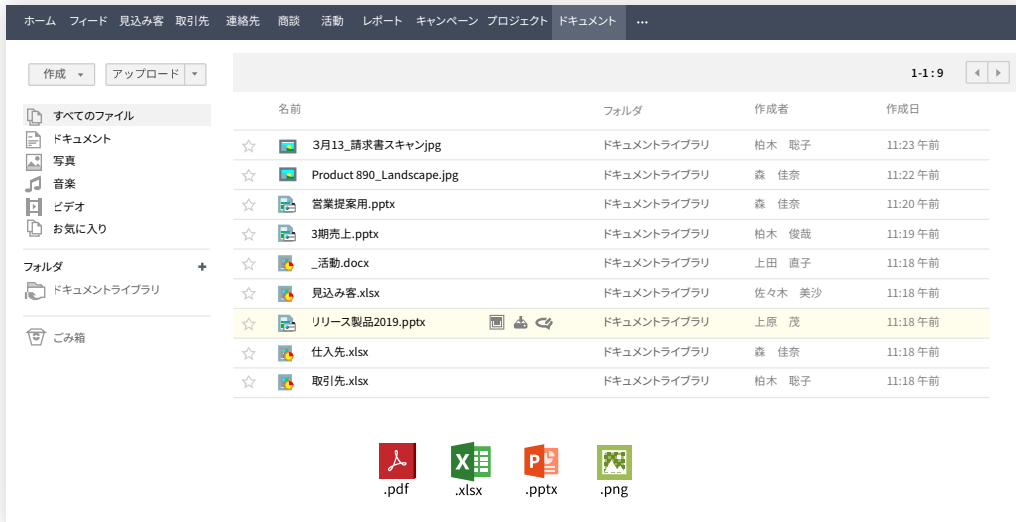 ホーム フィード 見込み客 取引先 連絡先 商談 活動 レポート キャンペーン プロジェクト ドキュメント ...
作成 アップロード 1-1 : 9
すべてのファイル
ドキュメント
写真
音楽
ビデオ
お気に入り
フォルダ +
ドキュメントライブラリ
ごみ箱
名前 フォルダ 作成者 作成日
3月13_請求書スキャンjpg ドキュメントライブラリ 柏木 聡子 11:23 午前
Product 890_Landscape.jpg ドキュメントライブラリ 森 佳奈 11:22 午前
営業提案用.pptx ドキュメントライブラリ 森 佳奈 11:20 午前
3期売上.pptx ドキュメントライブラリ 柏木 俊哉 11:19 午前
_活動.docx ドキュメントライブラリ 上田 直子 11:18 午前
見込み客.xlsx ドキュメントライブラリ 佐々木 美沙 11:18 午前
リリース製品2019.pptx ドキュメントライブラリ 上原 茂 11:18 午前
仕入先.xlsx ドキュメントライブラリ 森 佳奈 11:18 午前
取引先.xlsx ドキュメントライブラリ 柏木 聡子 11:18 午前
X P
.pdf .xlsx .pptx .png